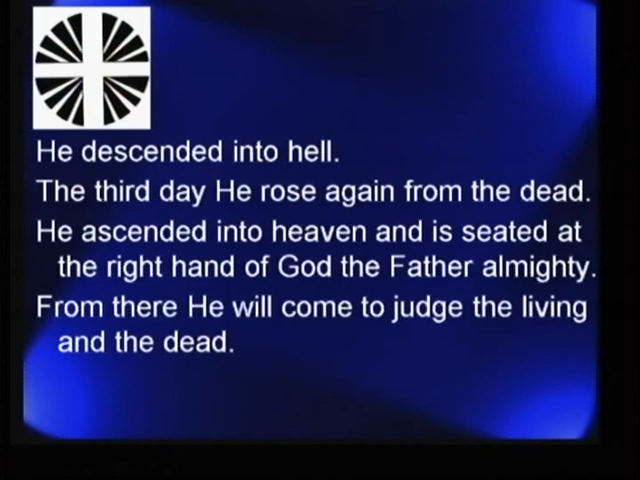 He descended into hell.
The third day He rose again from the dead.
He ascended into heaven and is seated at
the right hand of God the Father almighty.
From there He will come to judge the living
and the dead.